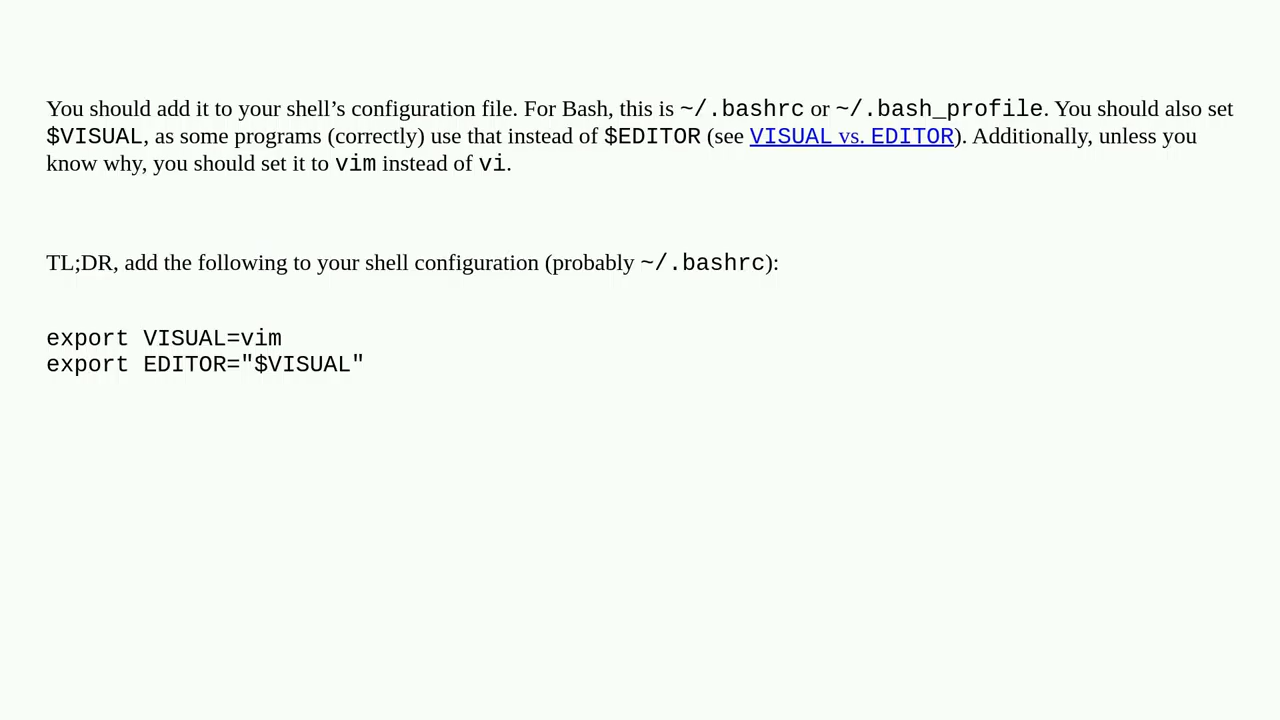 You should add it to your shell’s configuration file. For Bash, this is ~/.bashrc or ~/.bash_profile. You should also set
$VISUAL, as some programs (correctly) use that instead of $EDITOR (see VISUAL vs. EDITOR). Additionally, unless you
know why, you should set it to vim instead of vi.
TL;DR, add the following to your shell configuration (probably ~/.bashrc):
export VISUAL=vim
export EDITOR="$VISUAL"